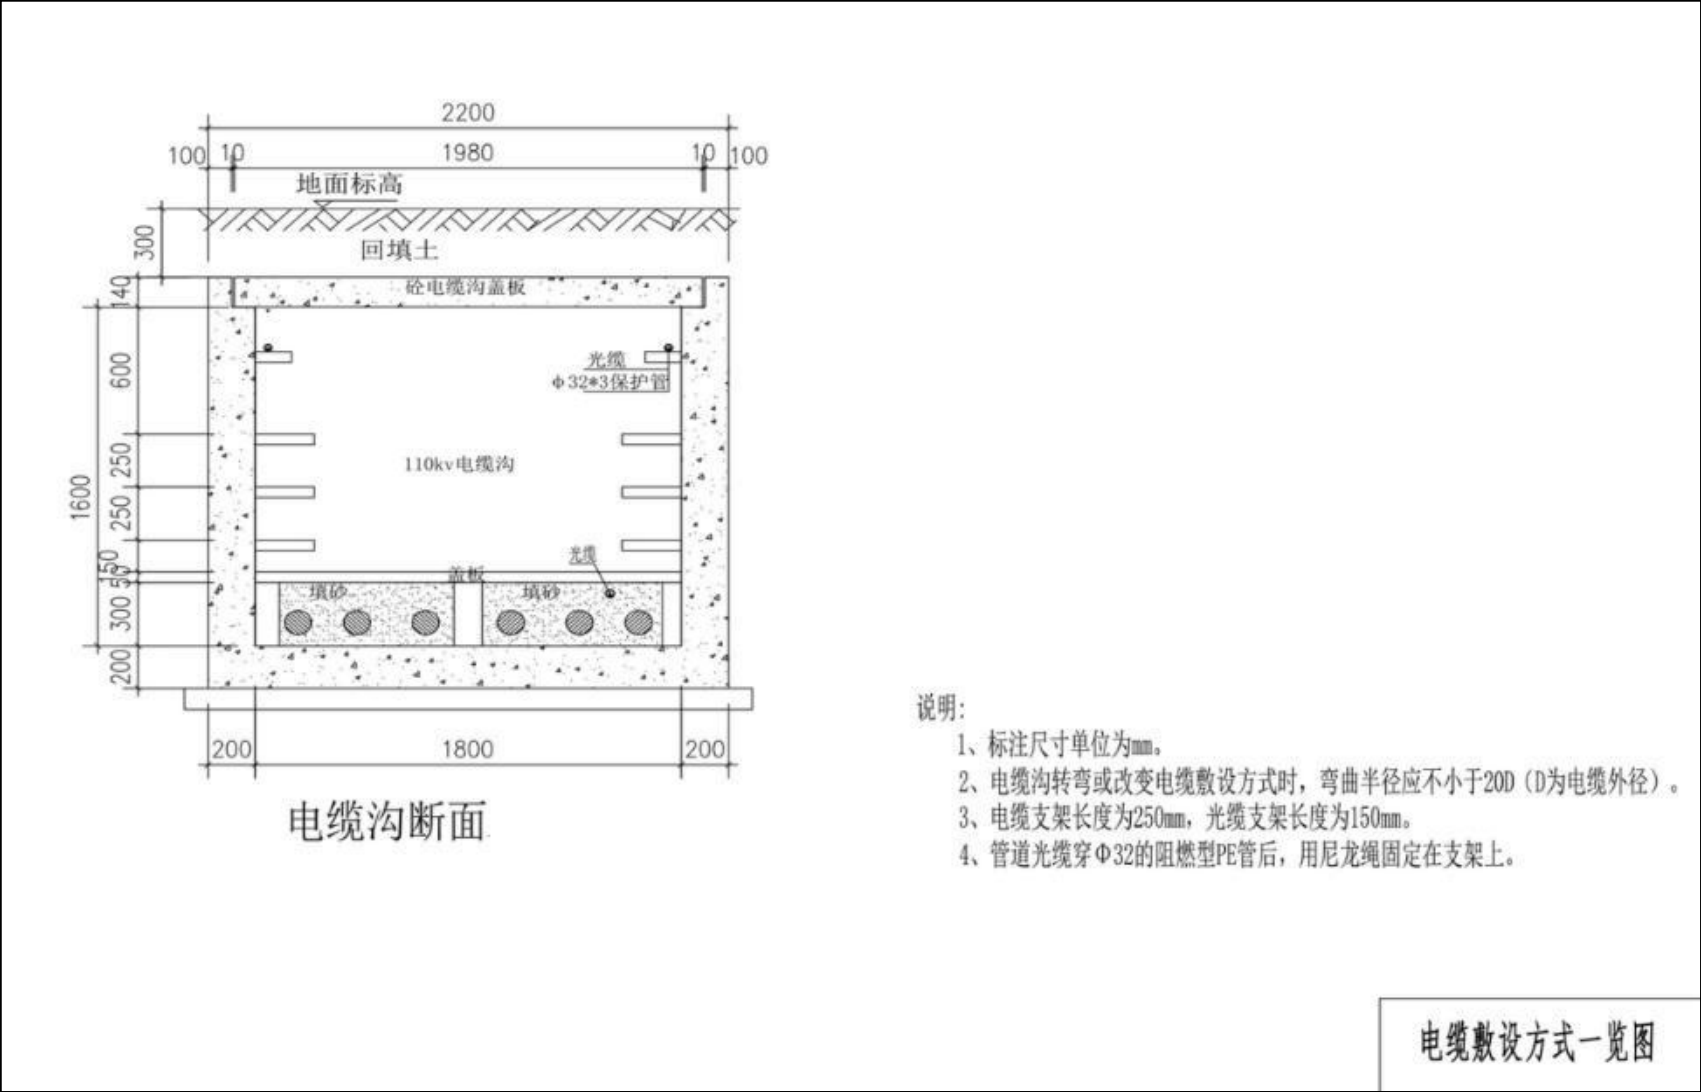 2200
100 10 1980 10 100
地面标高
300
回填土
140
砼电缆沟盖板
600
光缆
φ32*3保护管
250
110kv电缆沟
1600
250
光缆
150
50
盖板
填砂 填砂
300
200
200 1800 200
电缆沟断面
说明:
1、标注尺寸单位为mm。
2、电缆沟转弯或改变电缆敷设方式时，弯曲半径应不小于20D（D为电缆外径）。
3、电缆支架长度为250mm，光缆支架长度为150mm。
4、管道光缆穿Φ32的阻燃型PE管后，用尼龙绳固定在支架上。
电缆敷设方式一览图